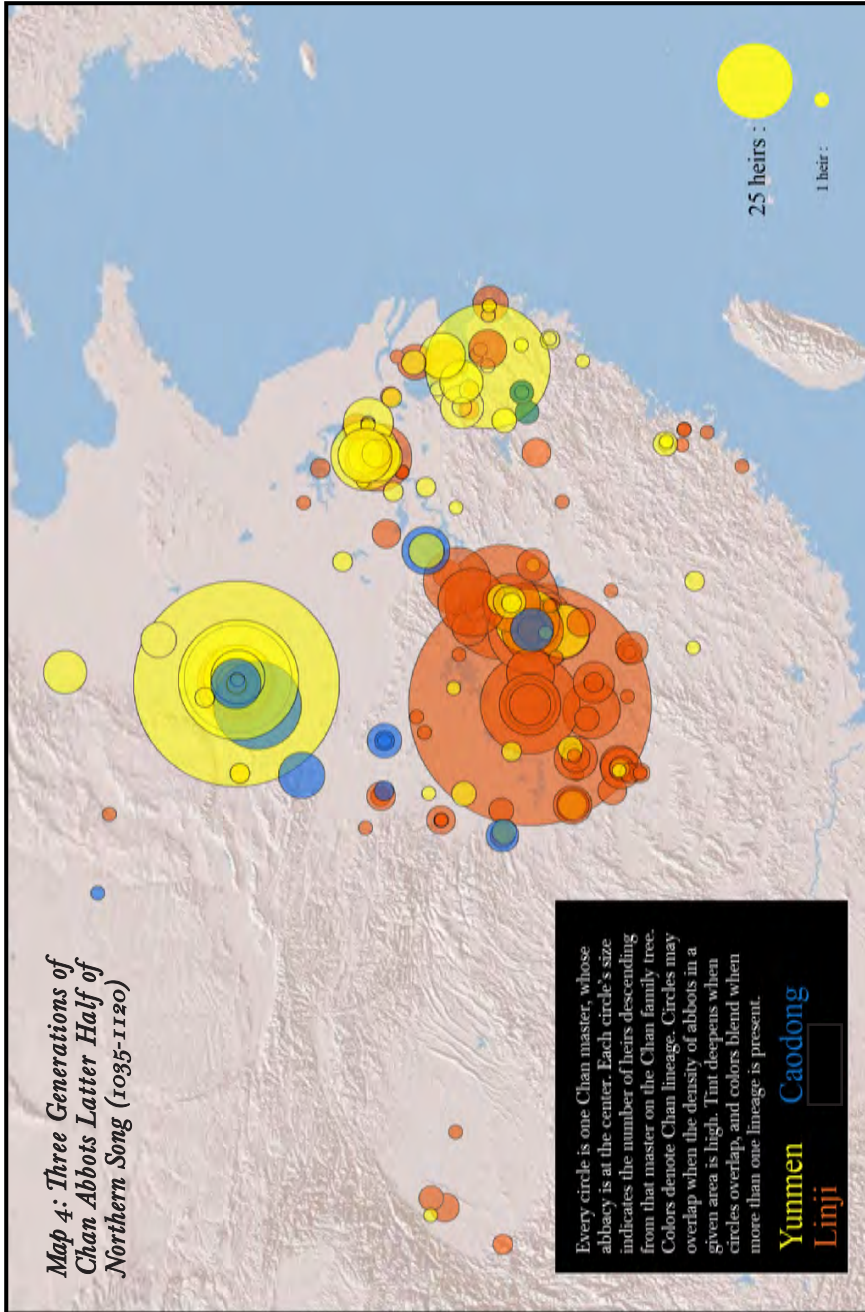 Map 4: Three Generations of
Chan Abbots Latter Half of
Northern Song (1035-1120)
25 heirs :
1 heir :
Every circle is one Chan master, whose
abbacy is at the center. Each circle's size
indicates the number of heirs descending
from that master on the Chan family tree.
Colors denote Chan lineage. Circles may
overlap when the density of abbots in a
given area is high. Tint deepens when
circles overlap, and colors blend when
more than one lineage is present.
Yunmen Caodong
Linji